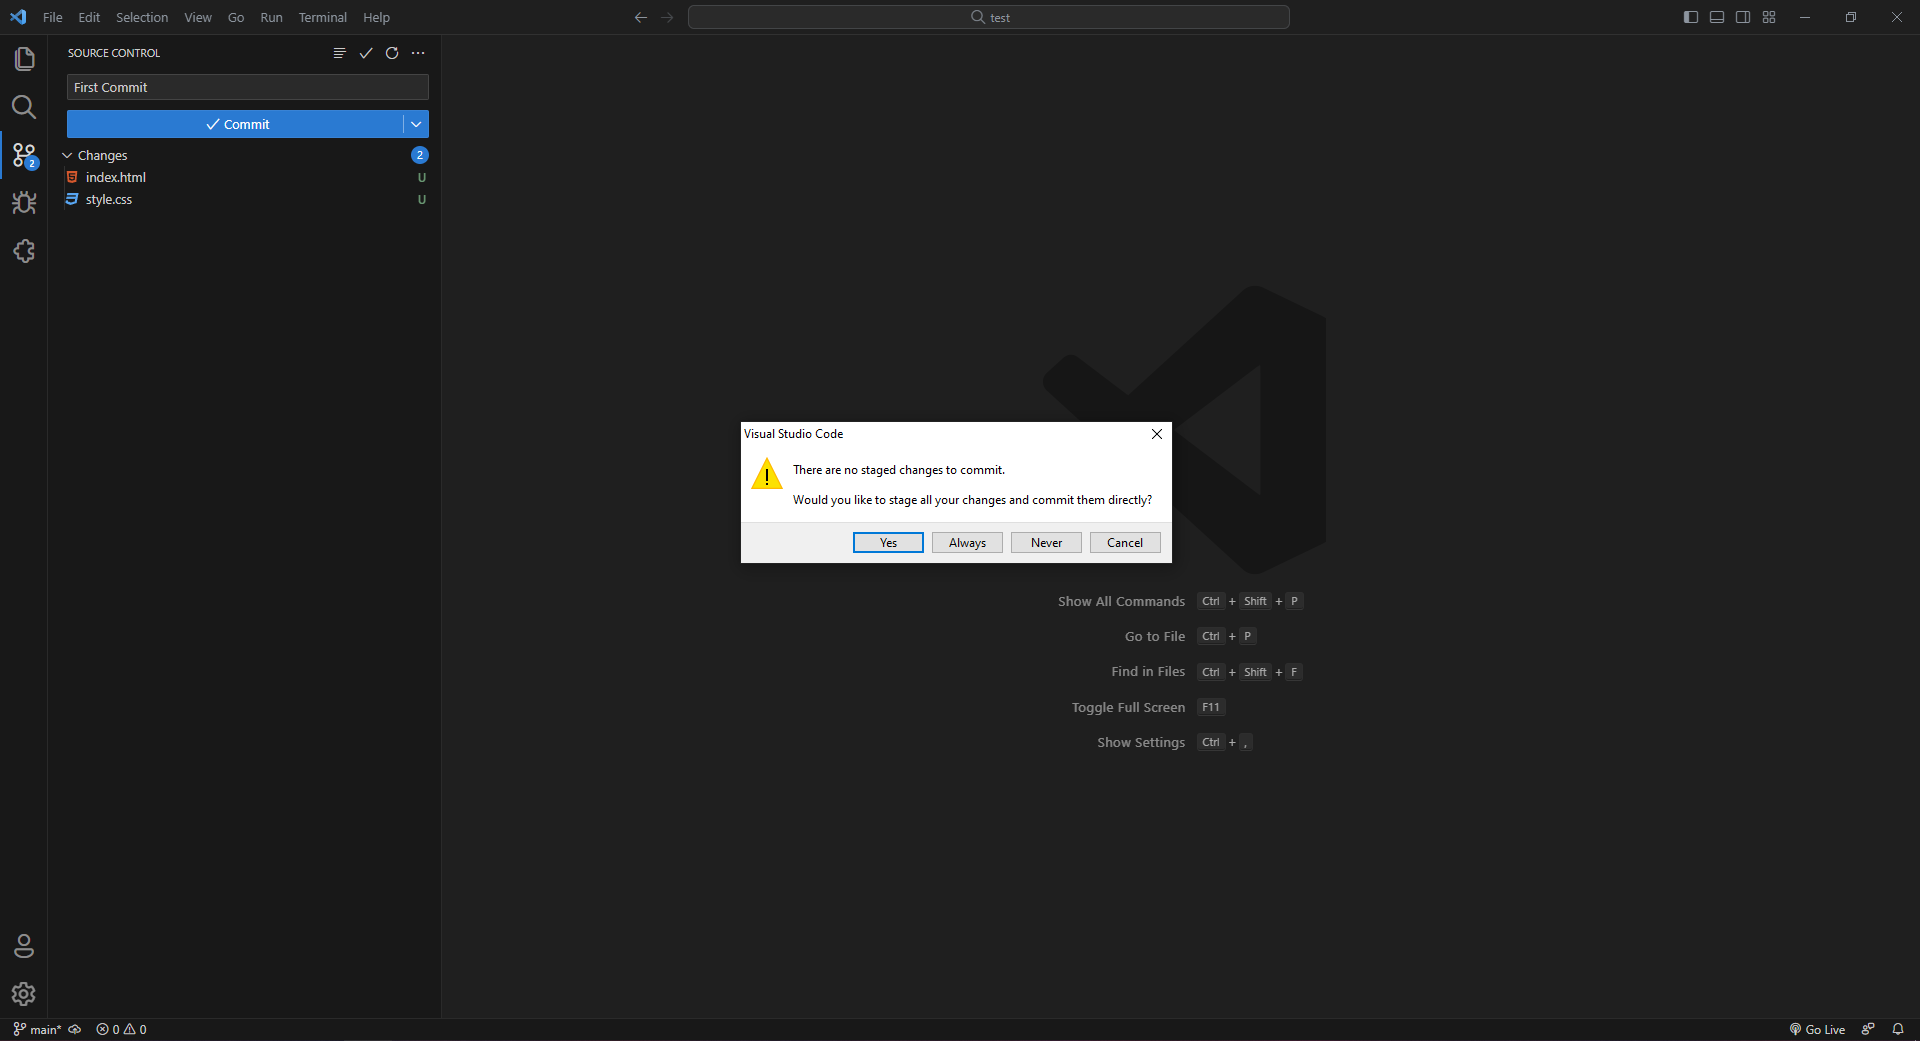 File Edit Selection View Go Run Terminal Help
test
SOURCE CONTROL
First Commit
Commit
2
Changes 2
index.html U
style.css U
Visual Studio Code
There are no staged changes to commit.
Would you like to stage all your changes and commit them directly?
Yes Always Never Cancel
Show All Commands Ctrl + Shift + P
Go to File Ctrl + P
Find in Files Ctrl + Shift + F
Toggle Full Screen F11
Show Settings Ctrl + ,
main* 0 0 Go Live